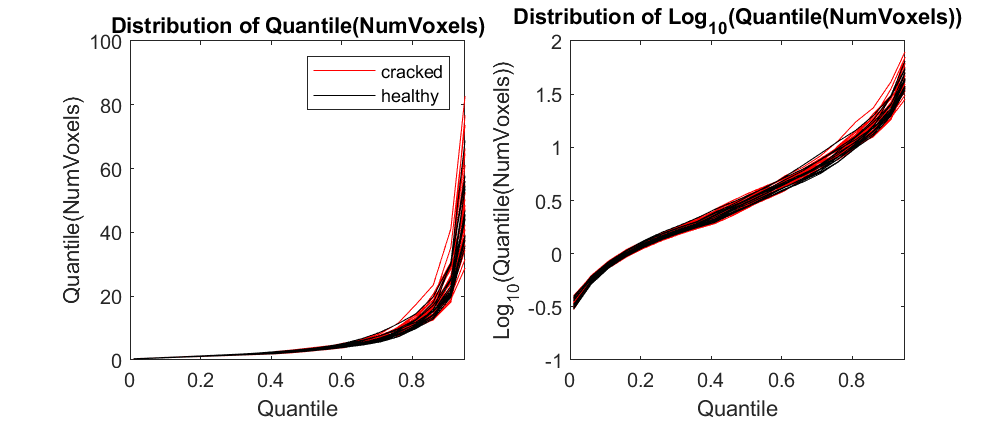 Distribution of Quantile(NumVoxels)
100
80
60
40
20
0
Quantile(NumVoxels)
cracked
healthy
0 0.2 0.4 0.6 0.8
Quantile
Distribution of Log10(Quantile(NumVoxels))
2
1.5
1
0.5
0
-0.5
-1
Log10(Quantile(NumVoxels))
0 0.2 0.4 0.6 0.8
Quantile